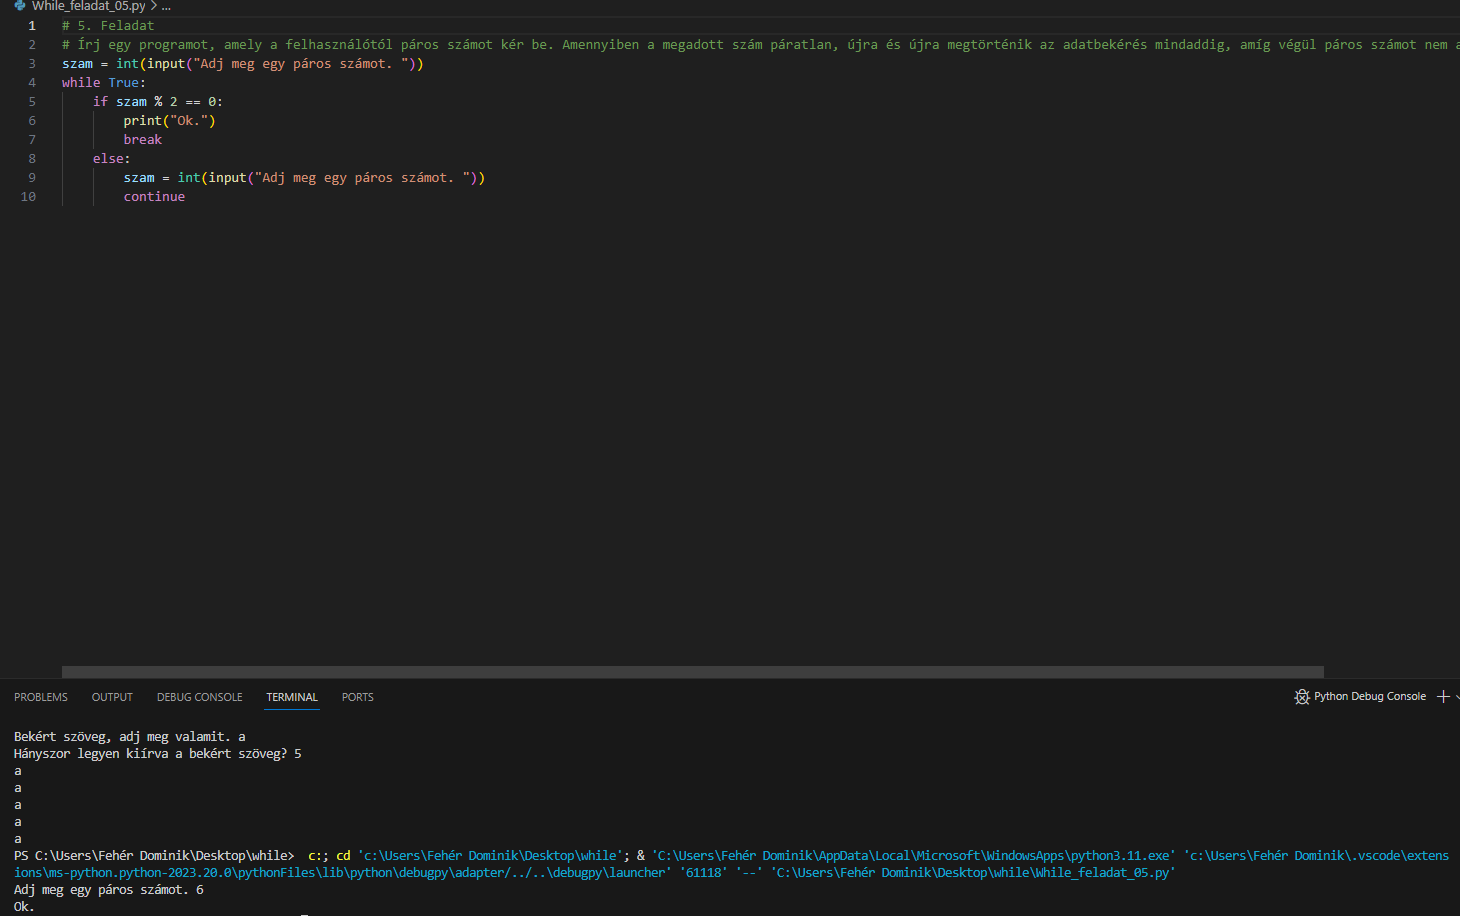 While_feladat_05.py > ...
1 # 5. Feladat
2 # Írj egy programot, amely a felhasználótól páros számot kér be. Amennyiben a megadott szám páratlan, újra és újra megtörténik az adatbekérés mindaddig, amíg végül páros számot nem a
3 szam = int(input("Adj meg egy páros számot. "))
4 while True:
5     if szam % 2 == 0:
6         print("Ok.")
7         break
8     else:
9         szam = int(input("Adj meg egy páros számot. "))
10         continue
PROBLEMS OUTPUT DEBUG CONSOLE TERMINAL PORTS Python Debug Console
Bekért szöveg, adj meg valamit. a
Hányszor legyen kiírva a bekért szöveg? 5
a
a
a
a
a
PS C:\Users\Fehér Dominik\Desktop\while>  c:; cd 'c:\Users\Fehér Dominik\Desktop\while'; & 'C:\Users\Fehér Dominik\AppData\Local\Microsoft\WindowsApps\python3.11.exe' 'c:\Users\Fehér Dominik\.vscode\extens
ions\ms-python.python-2023.20.0\pythonFiles\lib\python\debugpy\adapter/../..\debugpy\launcher' '61118' '--' 'C:\Users\Fehér Dominik\Desktop\while\While_feladat_05.py'
Adj meg egy páros számot. 6
Ok.